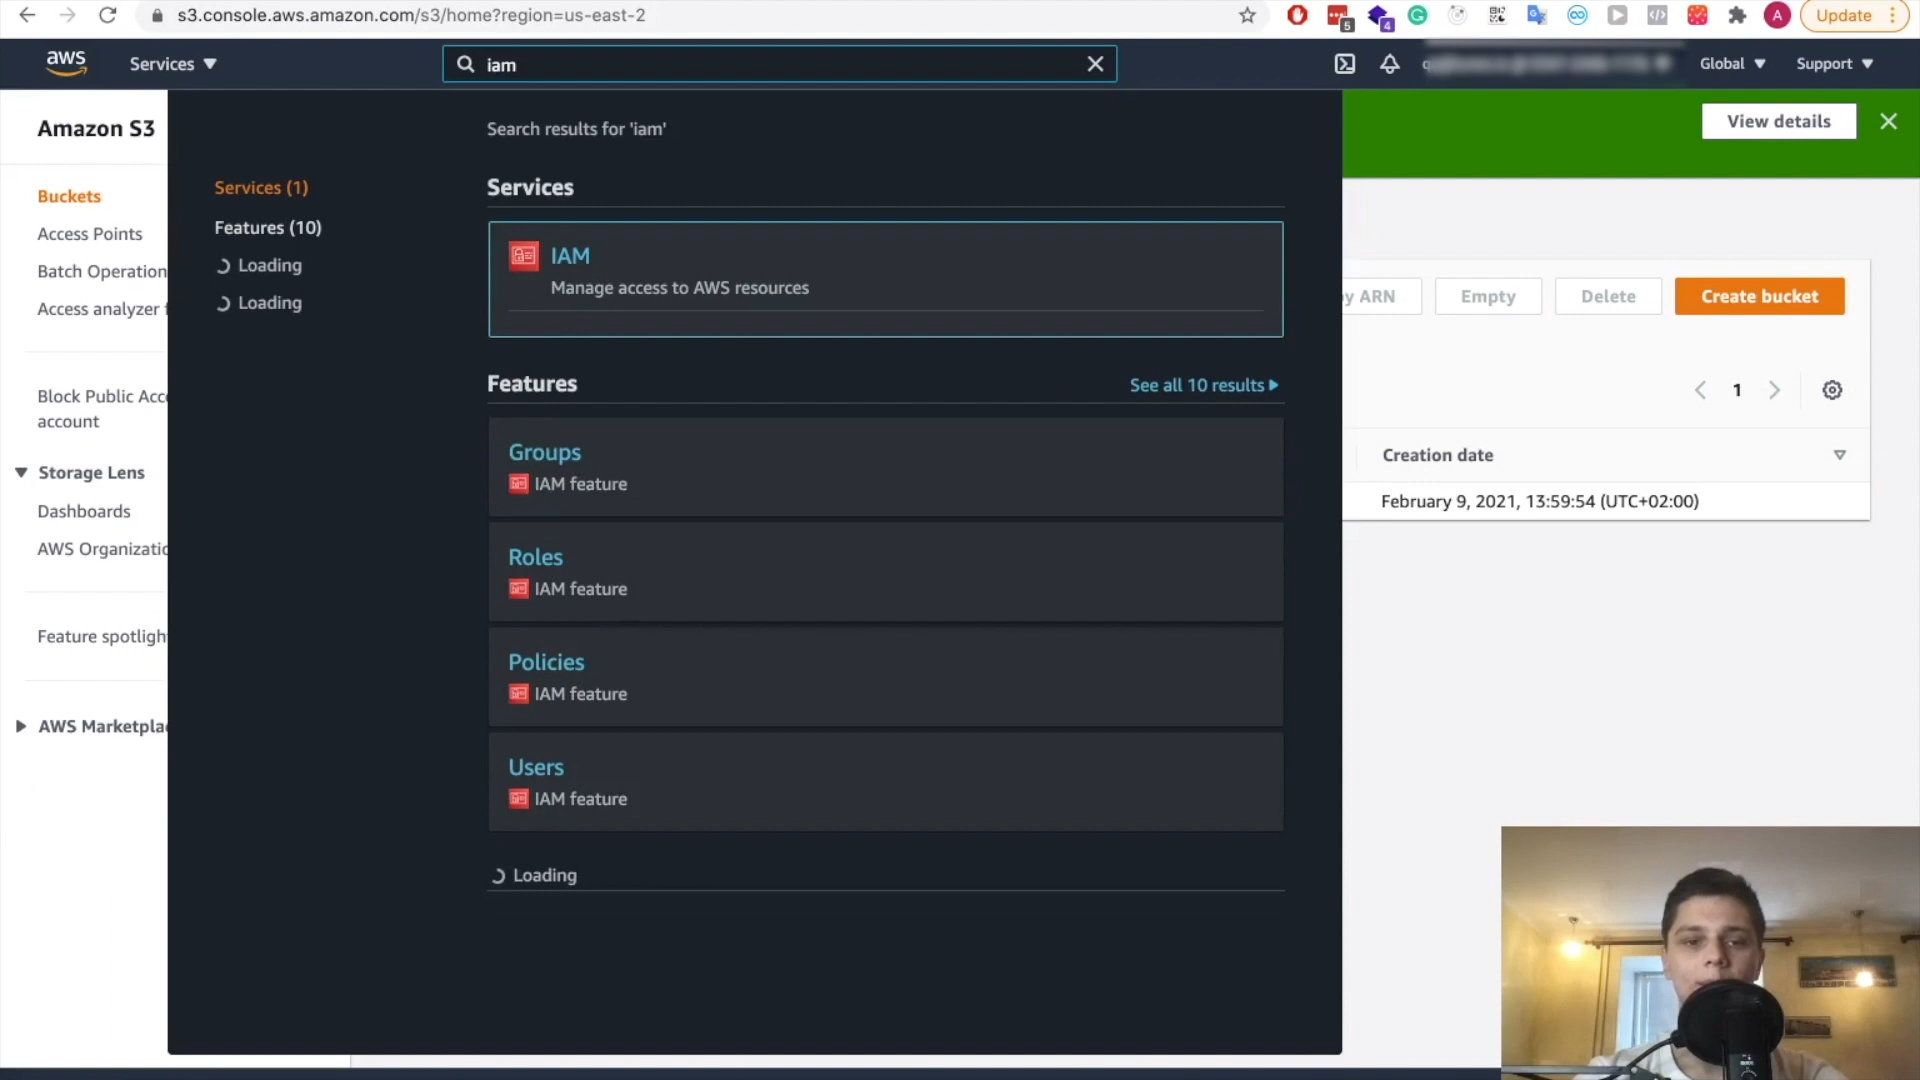 s3.console.aws.amazon.com/s3/home?region=us-east-2
5
4
A
Update
aws
Services
iam
Global
Support
Amazon S3
Search results for 'iam'
View details
Buckets
Access Points
Batch Operation
Access analyzer
Block Public Acc
account
Storage Lens
Dashboards
AWS Organizatio
Feature spotligh
AWS Marketpla
Services (1)
Features (10)
Loading
Loading
Services
IAM
Manage access to AWS resources
Features
See all 10 results
Groups
IAM feature
Roles
IAM feature
Policies
IAM feature
Users
IAM feature
Loading
y ARN
Empty
Delete
Create bucket
1
Creation date
February 9, 2021, 13:59:54 (UTC+02:00)